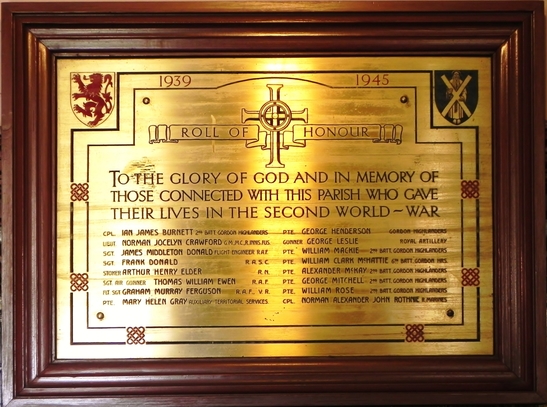 1939 1945
ROLL OF HONOUR
TO THE GLORY OF GOD AND IN MEMORY OF
THOSE CONNECTED WITH THIS PARISH WHO GAVE
THEIR LIVES IN THE SECOND WORLD~WAR
CPL. IAN JAMES BURNETT 2ND BATT. GORDON HIGHLANDERS
LIEUT NORMAN JOCELYN CRAWFORD
SGT JAMES MIDDLETON DONALD FLIGHT ENGINEER R.A.F.
SGT. FRANK DONALD R.A.S.C
STOKER ARTHUR HENRY ELDER R.N.
SGT. AIR GUNNER THOMAS WILLIAM EWEN R.A.F.
FLT SGT GRAHAM MURRAY FERGUSON R.A.F. V.R.
PTE. MARY HELEN GRAY AUXILIARY TERRITORIAL SERVICES
PTE. GEORGE HENDERSON GORDON HIGHLANDERS
GUNNER GEORGE LESLIE ROYAL ARTILLERY
PTE. WILLIAM MACKIE 2ND BATT. GORDON HIGHLANDERS
PTE. WILLIAM CLARK McHATTIE 6TH BATT. GORDON HRS.
PTE. ALEXANDER McKAY 2ND BATT. GORDON HIGHLANDERS
PTE. GEORGE MITCHELL 2ND BATT. GORDON HIGHLANDERS
PTE. WILLIAM ROSE 2ND BATT. GORDON HIGHLANDERS
CPL. NORMAN ALEXANDER JOHN ROTHNIE R. MARINES